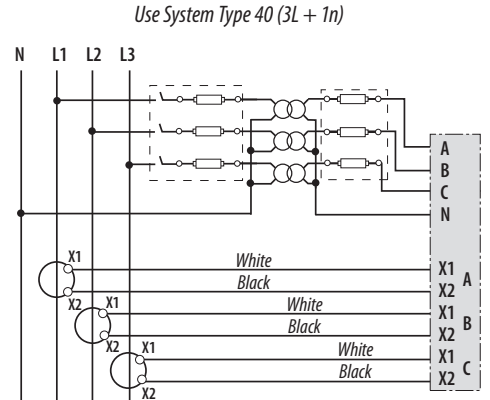 Use System Type 40 (3L + 1n)
N L1 L2 L3
A
B
C
N
X1 White X1
Black X2 A
X2
X1 White X1
Black X2 B
X2
X1 White X1
Black X2 C
X2